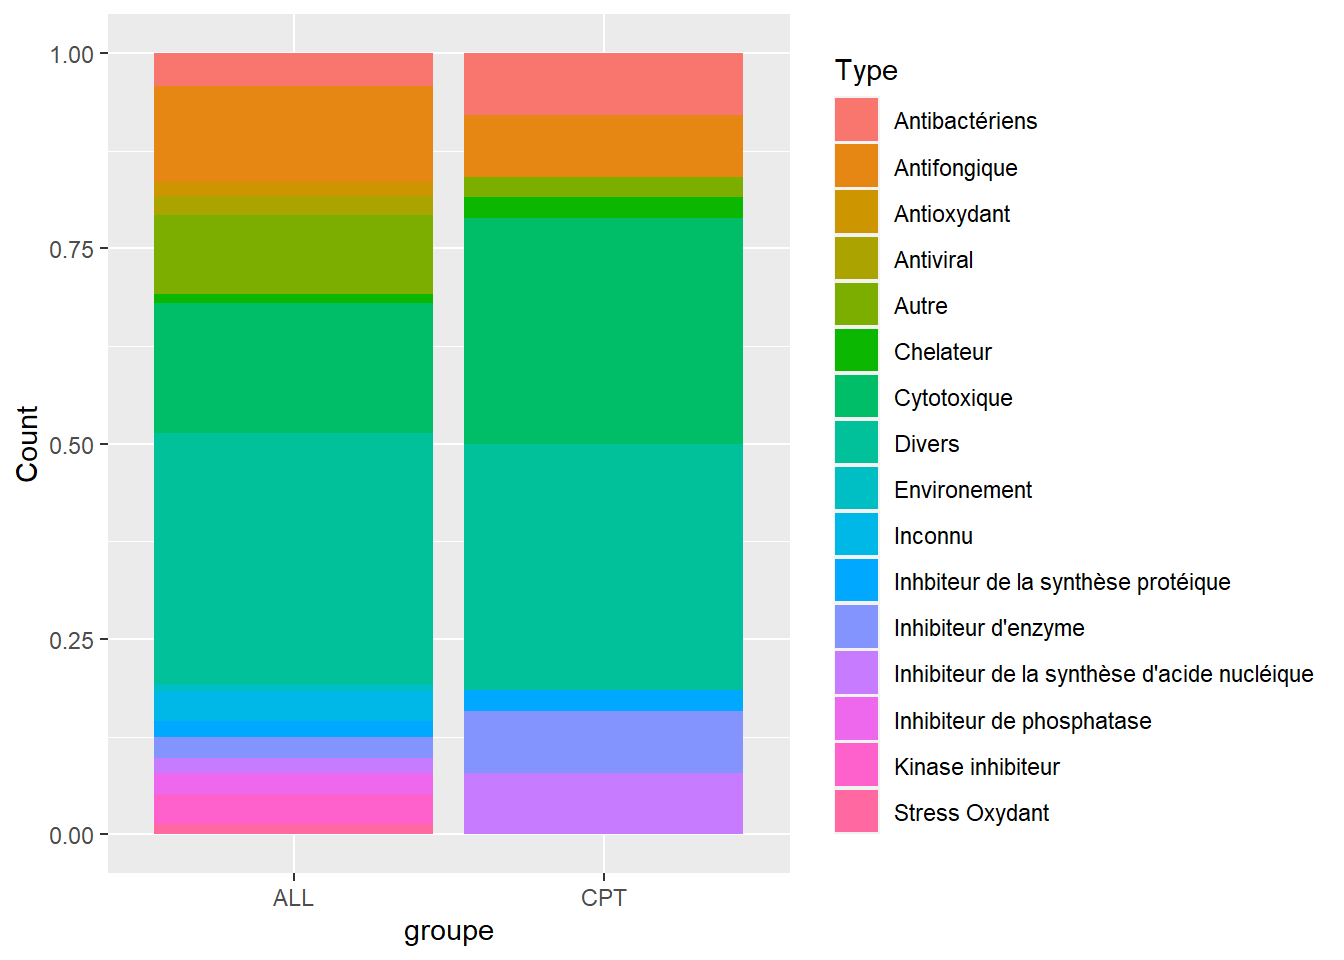 1.00
0.75
0.50
0.25
0.00
Count
ALL
CPT
groupe
Type
Antibactériens
Antifongique
Antioxydant
Antiviral
Autre
Chelateur
Cytotoxique
Divers
Environement
Inconnu
Inhbiteur de la synthèse protéique
Inhibiteur d'enzyme
Inhibiteur de la synthèse d'acide nucléique
Inhibiteur de phosphatase
Kinase inhibiteur
Stress Oxydant